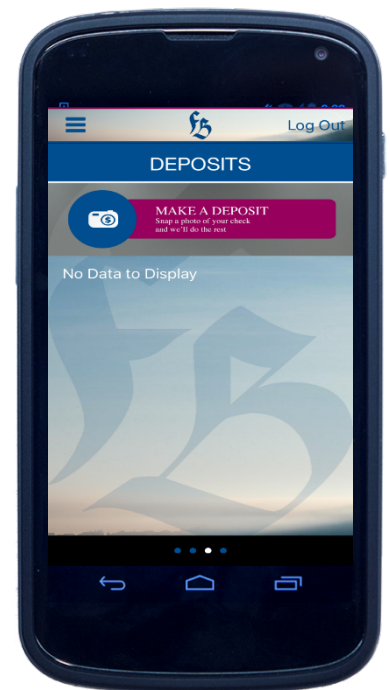 FB
Log Out
DEPOSITS
MAKE A DEPOSIT
Snap a photo of your check
and we'll do the rest
No Data to Display